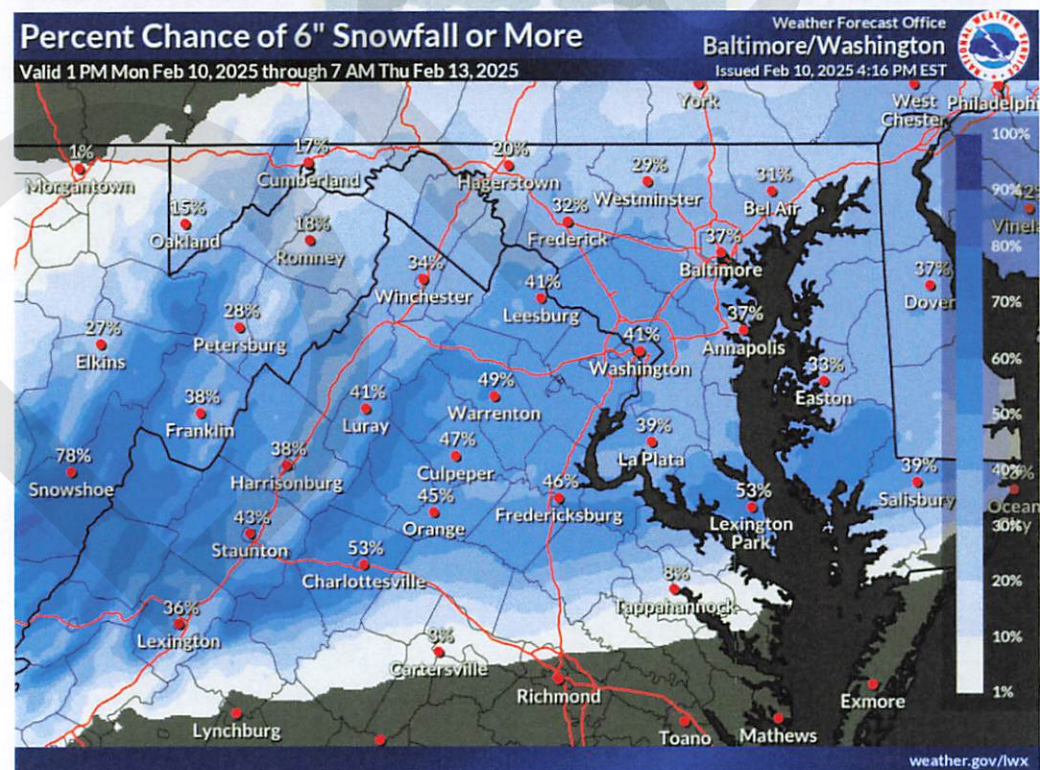 Percent Chance of 6" Snowfall or More
Valid 1 PM Mon Feb 10, 2025 through 7 AM Thu Feb 13, 2025
Weather Forecast Office
Baltimore/Washington
Issued Feb 10, 2025 4:16 PM EST
NATIONAL WEATHER SERVICE
York
West
Chester
100%
1%
Morgantown
17%
Cumberland
20%
Hagerstown
29%
Westminster
31%
Bel Air
90%
15%
Oakland
18%
Romney
32%
Frederick
37%
Baltimore
80%
34%
Winchester
41%
Leesburg
37%
Dover
70%
27%
Elkins
28%
Petersburg
41%
Washington
37%
Annapolis
60%
38%
Franklin
41%
Luray
49%
Warrenton
33%
Easton
50%
78%
Snowshoe
38%
Harrisonburg
47%
Culpeper
39%
La Plata
39%
Salisbury
40%
43%
Staunton
45%
Orange
46%
Fredericksburg
53%
Lexington
Park
30%
53%
Charlottesville
8%
Tappahannock
20%
36%
Lexington
3%
Cartersville
10%
Richmond
1%
Lynchburg
Toano
Mathews
Exmore
weather.gov/lwx